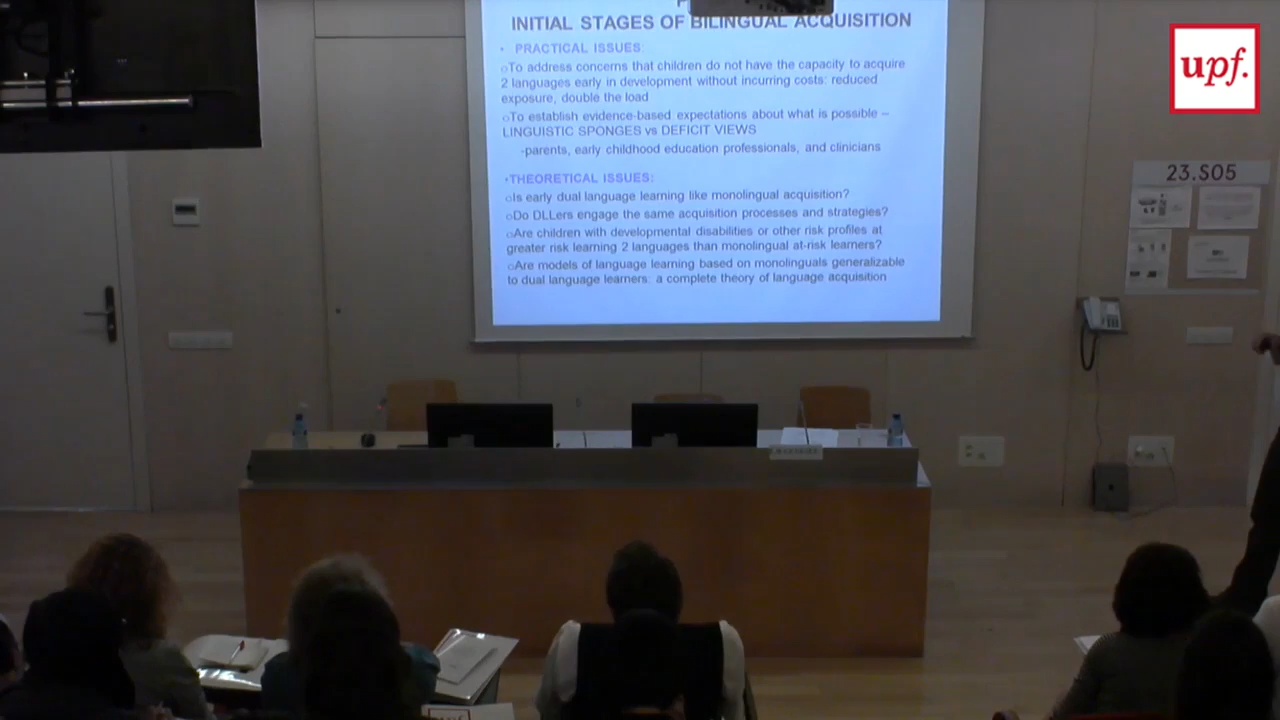 INITIAL STAGES OF BILINGUAL ACQUISITION
• PRACTICAL ISSUES:
○To address concerns that children do not have the capacity to acquire
2 languages early in development without incurring costs: reduced
exposure, double the load
○To establish evidence-based expectations about what is possible –
LINGUISTIC SPONGES vs DEFICIT VIEWS
-parents, early childhood education professionals, and clinicians
•THEORETICAL ISSUES:
○Is early dual language learning like monolingual acquisition?
○Do DLLers engage the same acquisition processes and strategies?
○Are children with developmental disabilities or other risk profiles at
greater risk learning 2 languages than monolingual at-risk learners?
○Are models of language learning based on monolinguals generalizable
to dual language learners: a complete theory of language acquisition
upf.
23.S05